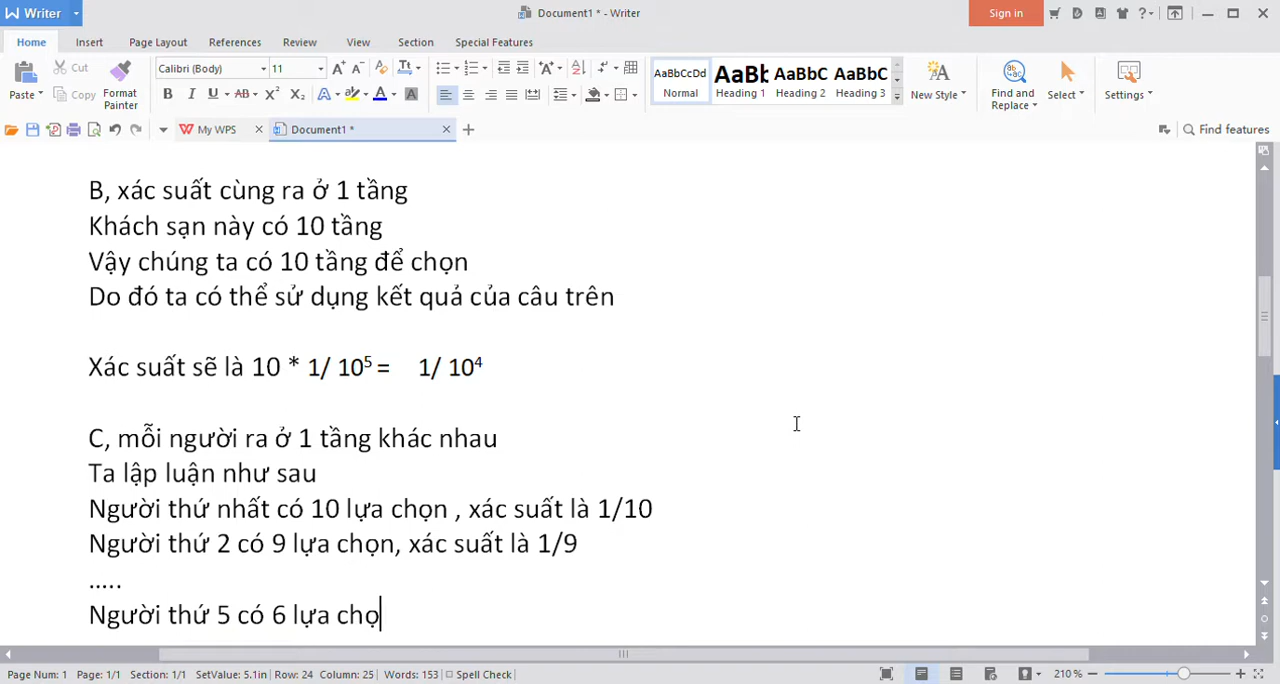 Writer
Document1 * - Writer
Sign in
Home Insert Page Layout References Review View Section Special Features
Paste Cut Copy Format Painter
Calibri (Body) 11
AaBbCcDd AaBb AaBbC AaBbC
Normal Heading 1 Heading 2 Heading 3
New Style Find and Replace Select Settings
My WPS Document1 * Find features
B, xác suất cùng ra ở 1 tầng
Khách sạn này có 10 tầng
Vậy chúng ta có 10 tầng để chọn
Do đó ta có thể sử dụng kết quả của câu trên
Xác suất sẽ là 10 * 1/ 10⁵ = 1/ 10⁴
C, mỗi người ra ở 1 tầng khác nhau
Ta lập luận như sau
Người thứ nhất có 10 lựa chọn , xác suất là 1/10
Người thứ 2 có 9 lựa chọn, xác suất là 1/9
.....
Người thứ 5 có 6 lựa chọ
Page Num: 1 Page: 1/1 Section: 1/1 SetValue: 5.1in Row: 24 Column: 25 Words: 153 Spell Check 210 %